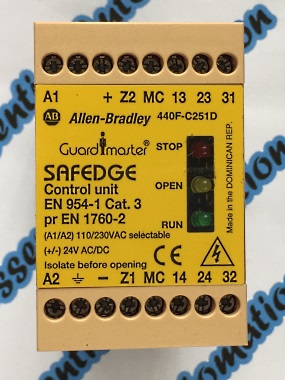 A1 + Z2 MC 13 23 31
AB Allen-Bradley 440F-C251D
Guardmaster® STOP
SAFEDGE
Control unit OPEN
EN 954-1 Cat. 3
pr EN 1760-2 RUN
(A1/A2) 110/230VAC selectable
(+/-) 24V AC/DC
Isolate before opening
CE
Made in the DOMINICAN REP.
A2 − Z1 MC 14 24 32